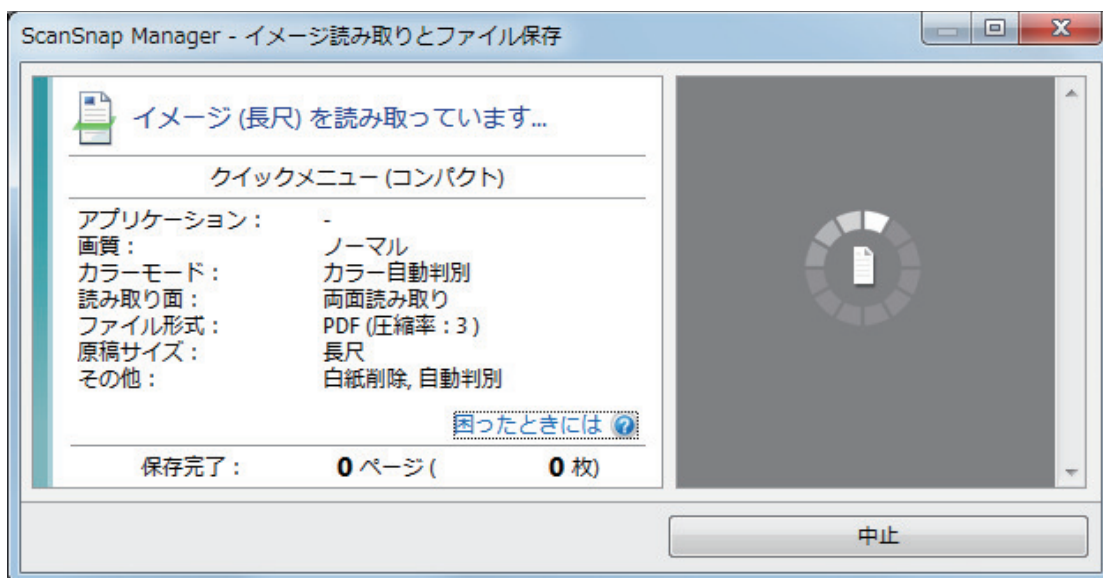 ScanSnap Manager - イメージ読み取りとファイル保存
イメージ (長尺) を読み取っています...
クイックメニュー (コンパクト)
アプリケーション : -
画質 : ノーマル
カラーモード : カラー自動判別
読み取り面 : 両面読み取り
ファイル形式 : PDF (圧縮率 : 3 )
原稿サイズ : 長尺
その他 : 白紙削除, 自動判別
困ったときには ?
保存完了 : 0 ページ ( 0 枚)
中止